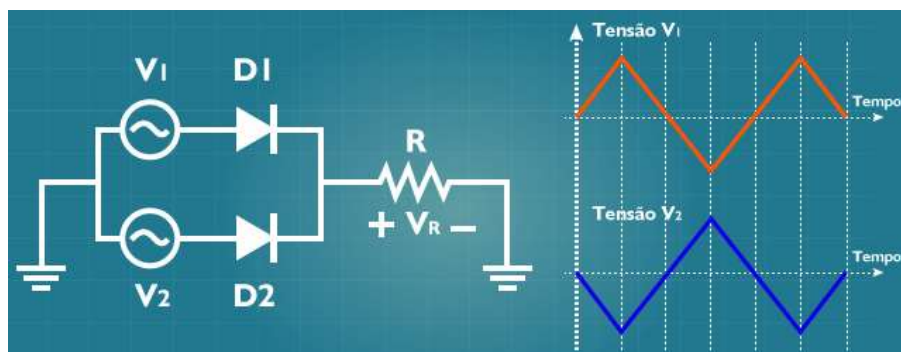 V1 D1
R
+ VR −
V2 D2
Tensão V1
Tempo
Tensão V2
Tempo